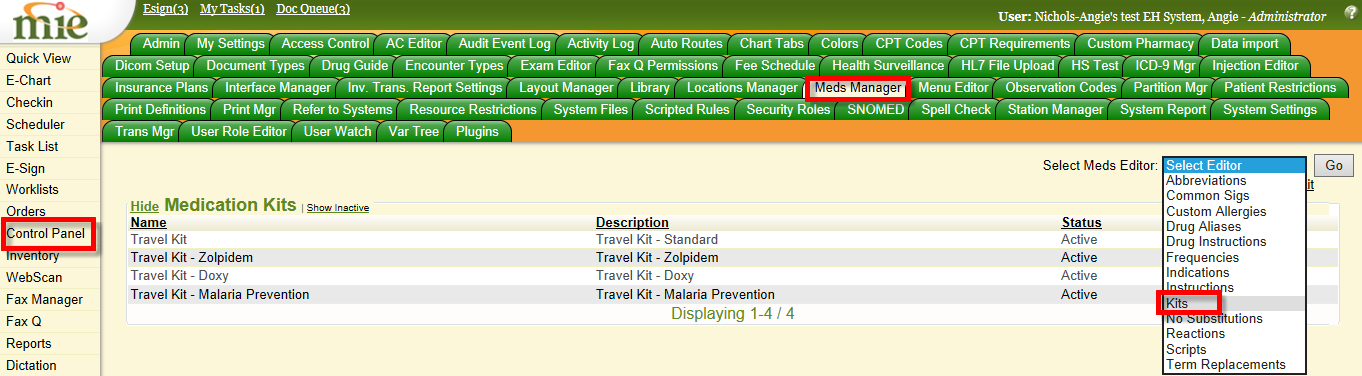 mie
Esign(3) My Tasks(1) Doc Queue(3)
User: Nichols-Angie's test EH System, Angie - Administrator ?
Admin My Settings Access Control AC Editor Audit Event Log Activity Log Auto Routes Chart Tabs Colors CPT Codes CPT Requirements Custom Pharmacy Data import
Dicom Setup Document Types Drug Guide Encounter Types Exam Editor Fax Q Permissions Fee Schedule Health Surveillance HL7 File Upload HS Test ICD-9 Mgr Injection Editor
Insurance Plans Interface Manager Inv. Trans. Report Settings Layout Manager Library Locations Manager Meds Manager Menu Editor Observation Codes Partition Mgr Patient Restrictions
Print Definitions Print Mgr Refer to Systems Resource Restrictions System Files Scripted Rules Security Roles SNOMED Spell Check Station Manager System Report System Settings
Trans Mgr User Role Editor User Watch Var Tree Plugins
Quick View
E-Chart
Checkin
Scheduler
Task List
E-Sign
Worklists
Orders
Control Panel
Inventory
WebScan
Fax Manager
Fax Q
Reports
Dictation
Select Meds Editor: Select Editor Go
Abbreviations
Common Sigs
Custom Allergies
Drug Aliases
Drug Instructions
Frequencies
Indications
Instructions
Kits
No Substitutions
Reactions
Scripts
Term Replacements
Hide Medication Kits | Show Inactive
Name Description Status
Travel Kit Travel Kit - Standard Active
Travel Kit - Zolpidem Travel Kit - Zolpidem Active
Travel Kit - Doxy Travel Kit - Doxy Active
Travel Kit - Malaria Prevention Travel Kit - Malaria Prevention Active
Displaying 1-4 / 4